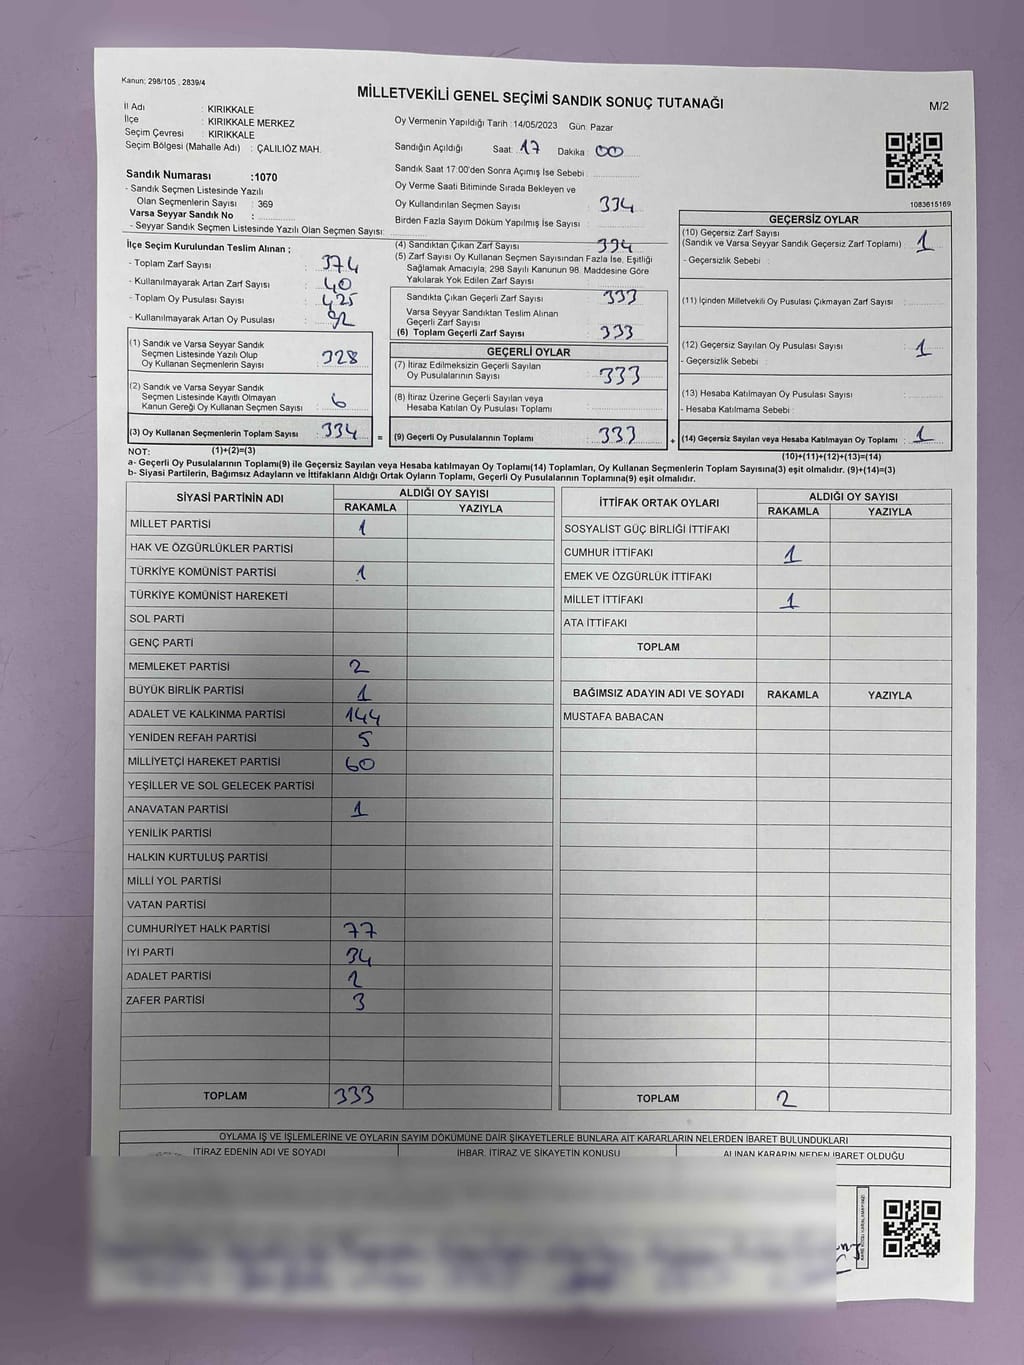 Kanun: 298/105 , 2839/4
MİLLETVEKİLİ GENEL SEÇİMİ SANDIK SONUÇ TUTANAĞI
M/2
İl Adı : KIRIKKALE
İlçe : KIRIKKALE MERKEZ
Seçim Çevresi : KIRIKKALE
Seçim Bölgesi (Mahalle Adı) : ÇALILIÖZ MAH.
Sandık Numarası :1070
- Sandık Seçmen Listesinde Yazılı
Olan Seçmenlerin Sayısı : 369
Varsa Seyyar Sandık No :
- Seyyar Sandık Seçmen Listesinde Yazılı Olan Seçmen Sayısı:
Oy Vermenin Yapıldığı Tarih : 14/05/2023 Gün: Pazar
Sandığın Açıldığı Saat: 17 Dakika 00
Sandık Saat 17:00'den Sonra Açımış İse Sebebi :
Oy Verme Saati Bitiminde Sırada Bekleyen ve
Oy Kullandırılan Seçmen Sayısı 334
Birden Fazla Sayım Döküm Yapılmış İse Sayısı :
1083615169
İlçe Seçim Kurulundan Teslim Alınan ;
- Toplam Zarf Sayısı : 374
- Kullanılmayarak Artan Zarf Sayısı : 40
- Toplam Oy Pusulası Sayısı : 425
- Kullanılmayarak Artan Oy Pusulası :
(1) Sandık ve Varsa Seyyar Sandık
Seçmen Listesinde Yazılı Olup
Oy Kullanan Seçmenlerin Sayısı : 328
(2) Sandık ve Varsa Seyyar Sandık
Seçmen Listesinde Kayıtlı Olmayan
Kanun Gereği Oy Kullanan Seçmen Sayısı : 6
(3) Oy Kullanan Seçmenlerin Toplam Sayısı : 334
(4) Sandıktan Çıkan Zarf Sayısı : 334
(5) Zarf Sayısı Oy Kullanan Seçmen Sayısından Fazla İse, Eşitliği
Sağlamak Amacıyla; 298 Sayılı Kanunun 98. Maddesine Göre
Yakılarak Yok Edilen Zarf Sayısı :
Sandıkta Çıkan Geçerli Zarf Sayısı : 333
Varsa Seyyar Sandıktan Teslim Alınan
Geçerli Zarf Sayısı :
(6) Toplam Geçerli Zarf Sayısı : 333
GEÇERLİ OYLAR
(7) İtiraz Edilmeksizin Geçerli Sayılan
Oy Pusulalarının Sayısı : 333
(8) İtiraz Üzerine Geçerli Sayılan veya
Hesaba Katılan Oy Pusulası Toplamı :
= (9) Geçerli Oy Pusulalarının Toplamı : 333
GEÇERSİZ OYLAR
(10) Geçersiz Zarf Sayısı
(Sandık ve Varsa Seyyar Sandık Geçersiz Zarf Toplamı) : 1
- Geçersizlik Sebebi :
(11) İçinden Milletvekili Oy Pusulası Çıkmayan Zarf Sayısı :
(12) Geçersiz Sayılan Oy Pusulası Sayısı : 1
- Geçersizlik Sebebi :
(13) Hesaba Katılmayan Oy Pusulası Sayısı :
- Hesaba Katılmama Sebebi :
+ (14) Geçersiz Sayılan veya Hesaba Katılmayan Oy Toplamı : 1
NOT: (1)+(2)=(3)
(10)+(11)+(12)+(13)=(14)
a- Geçerli Oy Pusulalarının Toplamı(9) ile Geçersiz Sayılan veya Hesaba katılmayan Oy Toplamı(14) Toplamları, Oy Kullanan Seçmenlerin Toplam Sayısına(3) eşit olmalıdır. (9)+(14)=(3)
b- Siyasi Partilerin, Bağımsız Adayların ve İttifakların Aldığı Ortak Oyların Toplamı, Geçerli Oy Pusulalarının Toplamına(9) eşit olmalıdır.
SİYASİ PARTİNİN ADI
ALDIĞI OY SAYISI
RAKAMLA YAZIYLA
MİLLET PARTİSİ 1
HAK VE ÖZGÜRLÜKLER PARTİSİ
TÜRKİYE KOMÜNİST PARTİSİ 1
TÜRKİYE KOMÜNİST HAREKETİ
SOL PARTİ
GENÇ PARTİ
MEMLEKET PARTİSİ 2
BÜYÜK BİRLİK PARTİSİ 1
ADALET VE KALKINMA PARTİSİ 144
YENİDEN REFAH PARTİSİ 5
MİLLİYETÇİ HAREKET PARTİSİ 60
YEŞİLLER VE SOL GELECEK PARTİSİ
ANAVATAN PARTİSİ 1
YENİLİK PARTİSİ
HALKIN KURTULUŞ PARTİSİ
MİLLİ YOL PARTİSİ
VATAN PARTİSİ
CUMHURİYET HALK PARTİSİ 77
İYİ PARTİ 34
ADALET PARTİSİ
ZAFER PARTİSİ 3
TOPLAM 333
İTTİFAK ORTAK OYLARI
ALDIĞI OY SAYISI
RAKAMLA YAZIYLA
SOSYALİST GÜÇ BİRLİĞİ İTTİFAKI
CUMHUR İTTİFAKI 1
EMEK VE ÖZGÜRLÜK İTTİFAKI
MİLLET İTTİFAKI 1
ATA İTTİFAKI
TOPLAM
BAĞIMSIZ ADAYIN ADI VE SOYADI RAKAMLA YAZIYLA
MUSTAFA BABACAN
TOPLAM 2
OYLAMA İŞ VE İŞLEMLERİNE VE OYLARIN SAYIM DÖKÜMÜNE DAİR ŞİKAYETLERLE BUNLARA AİT KARARLARIN NELERDEN İBARET BULUNDUKLARI
İTİRAZ EDENİN ADI VE SOYADI İHBAR, İTİRAZ VE ŞİKAYETİN KONUSU ALINAN KARARIN NEDEN İBARET OLDUĞU